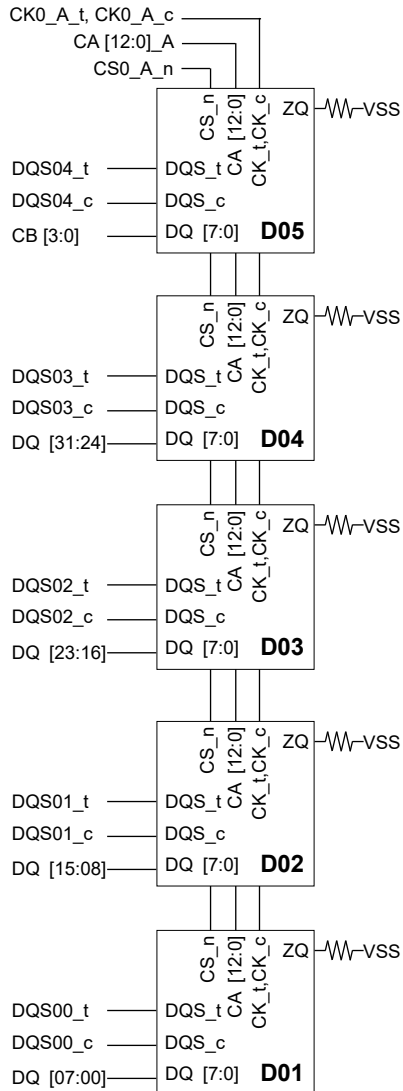 CK0_A_t, CK0_A_c
CA [12:0]_A
CS0_A_n
CS_n
CA [12:0]
CK_t,CK_c
ZQ VSS
DQS04_t DQS_t
DQS04_c DQS_c
CB [3:0] DQ [7:0] D05
CS_n
CA [12:0]
CK_t,CK_c
ZQ VSS
DQS03_t DQS_t
DQS03_c DQS_c
DQ [31:24] DQ [7:0] D04
CS_n
CA [12:0]
CK_t,CK_c
ZQ VSS
DQS02_t DQS_t
DQS02_c DQS_c
DQ [23:16] DQ [7:0] D03
CS_n
CA [12:0]
CK_t,CK_c
ZQ VSS
DQS01_t DQS_t
DQS01_c DQS_c
DQ [15:08] DQ [7:0] D02
CS_n
CA [12:0]
CK_t,CK_c
ZQ VSS
DQS00_t DQS_t
DQS00_c DQS_c
DQ [07:00] DQ [7:0] D01